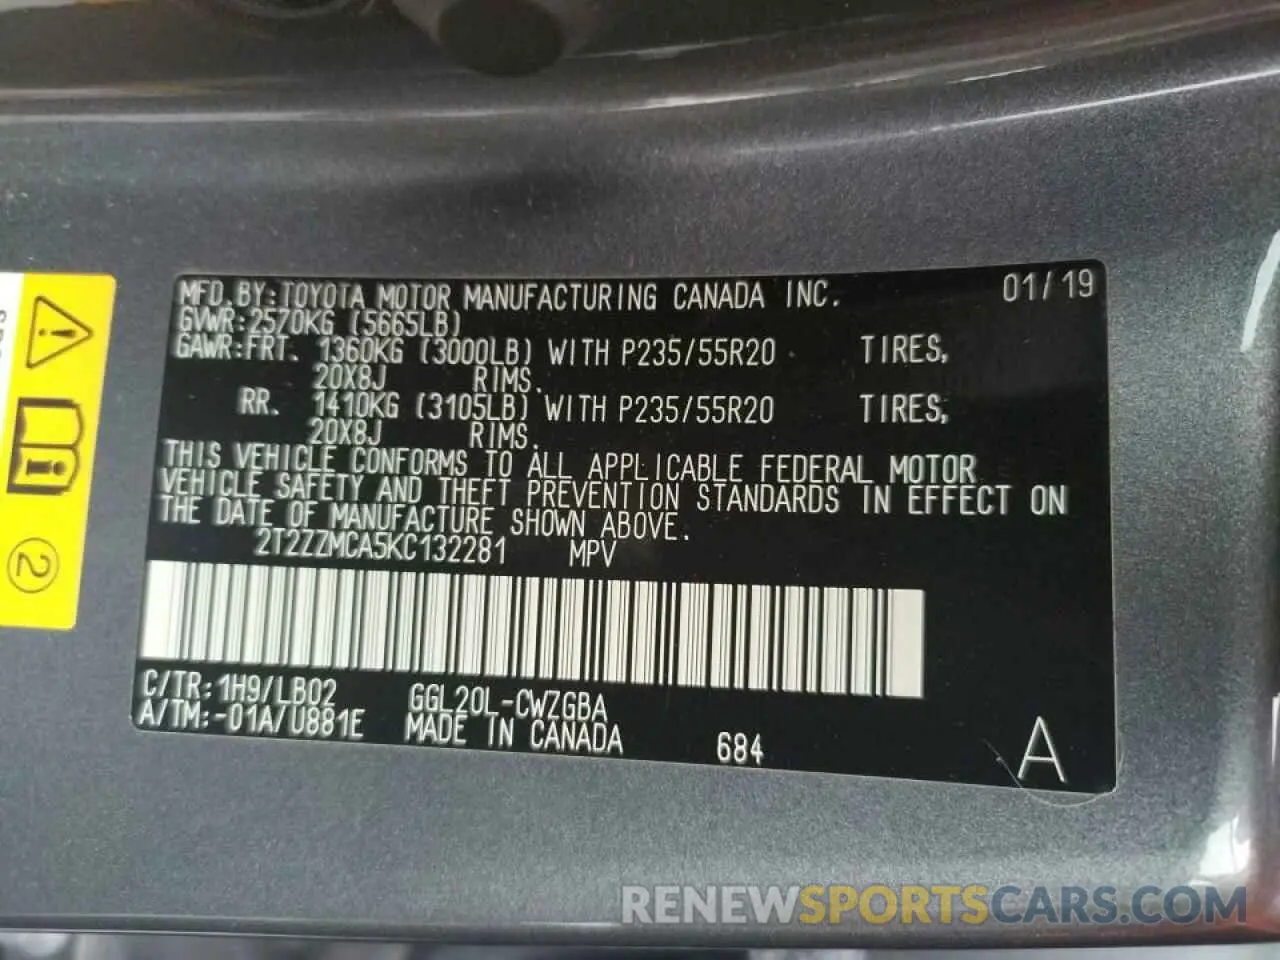 MFD. BY: TOYOTA MOTOR MANUFACTURING CANADA INC. 01/19
GVWR: 2570KG (5665LB)
GAWR: FRT. 1360KG (3000LB) WITH P235/55R20 TIRES,
20X8J RIMS.
RR. 1410KG (3105LB) WITH P235/55R20 TIRES,
20X8J RIMS.
THIS VEHICLE CONFORMS TO ALL APPLICABLE FEDERAL MOTOR
VEHICLE SAFETY AND THEFT PREVENTION STANDARDS IN EFFECT ON
THE DATE OF MANUFACTURE SHOWN ABOVE.
2T2ZZMCA5KC132281 MPV
C/TR: 1H9/LB02 GGL20L-CWZGBA
A/TM: -01A/U881E MADE IN CANADA 684 A
2
RENEWSPORTSCARS.COM